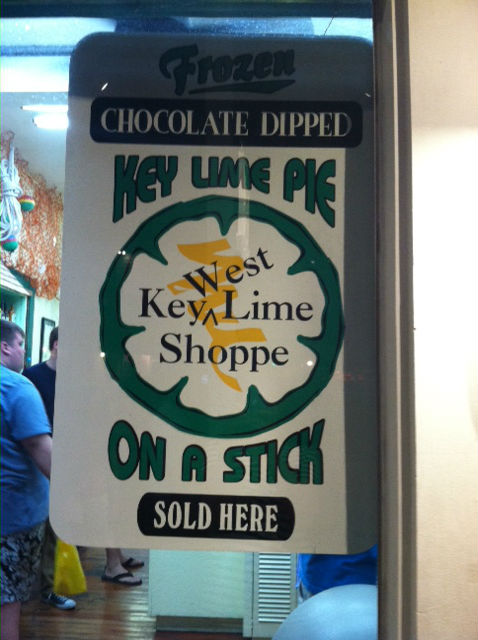 Frozen
CHOCOLATE DIPPED
KEY LIME PIE
West
Key Lime
Shoppe
ON A STICK
SOLD HERE